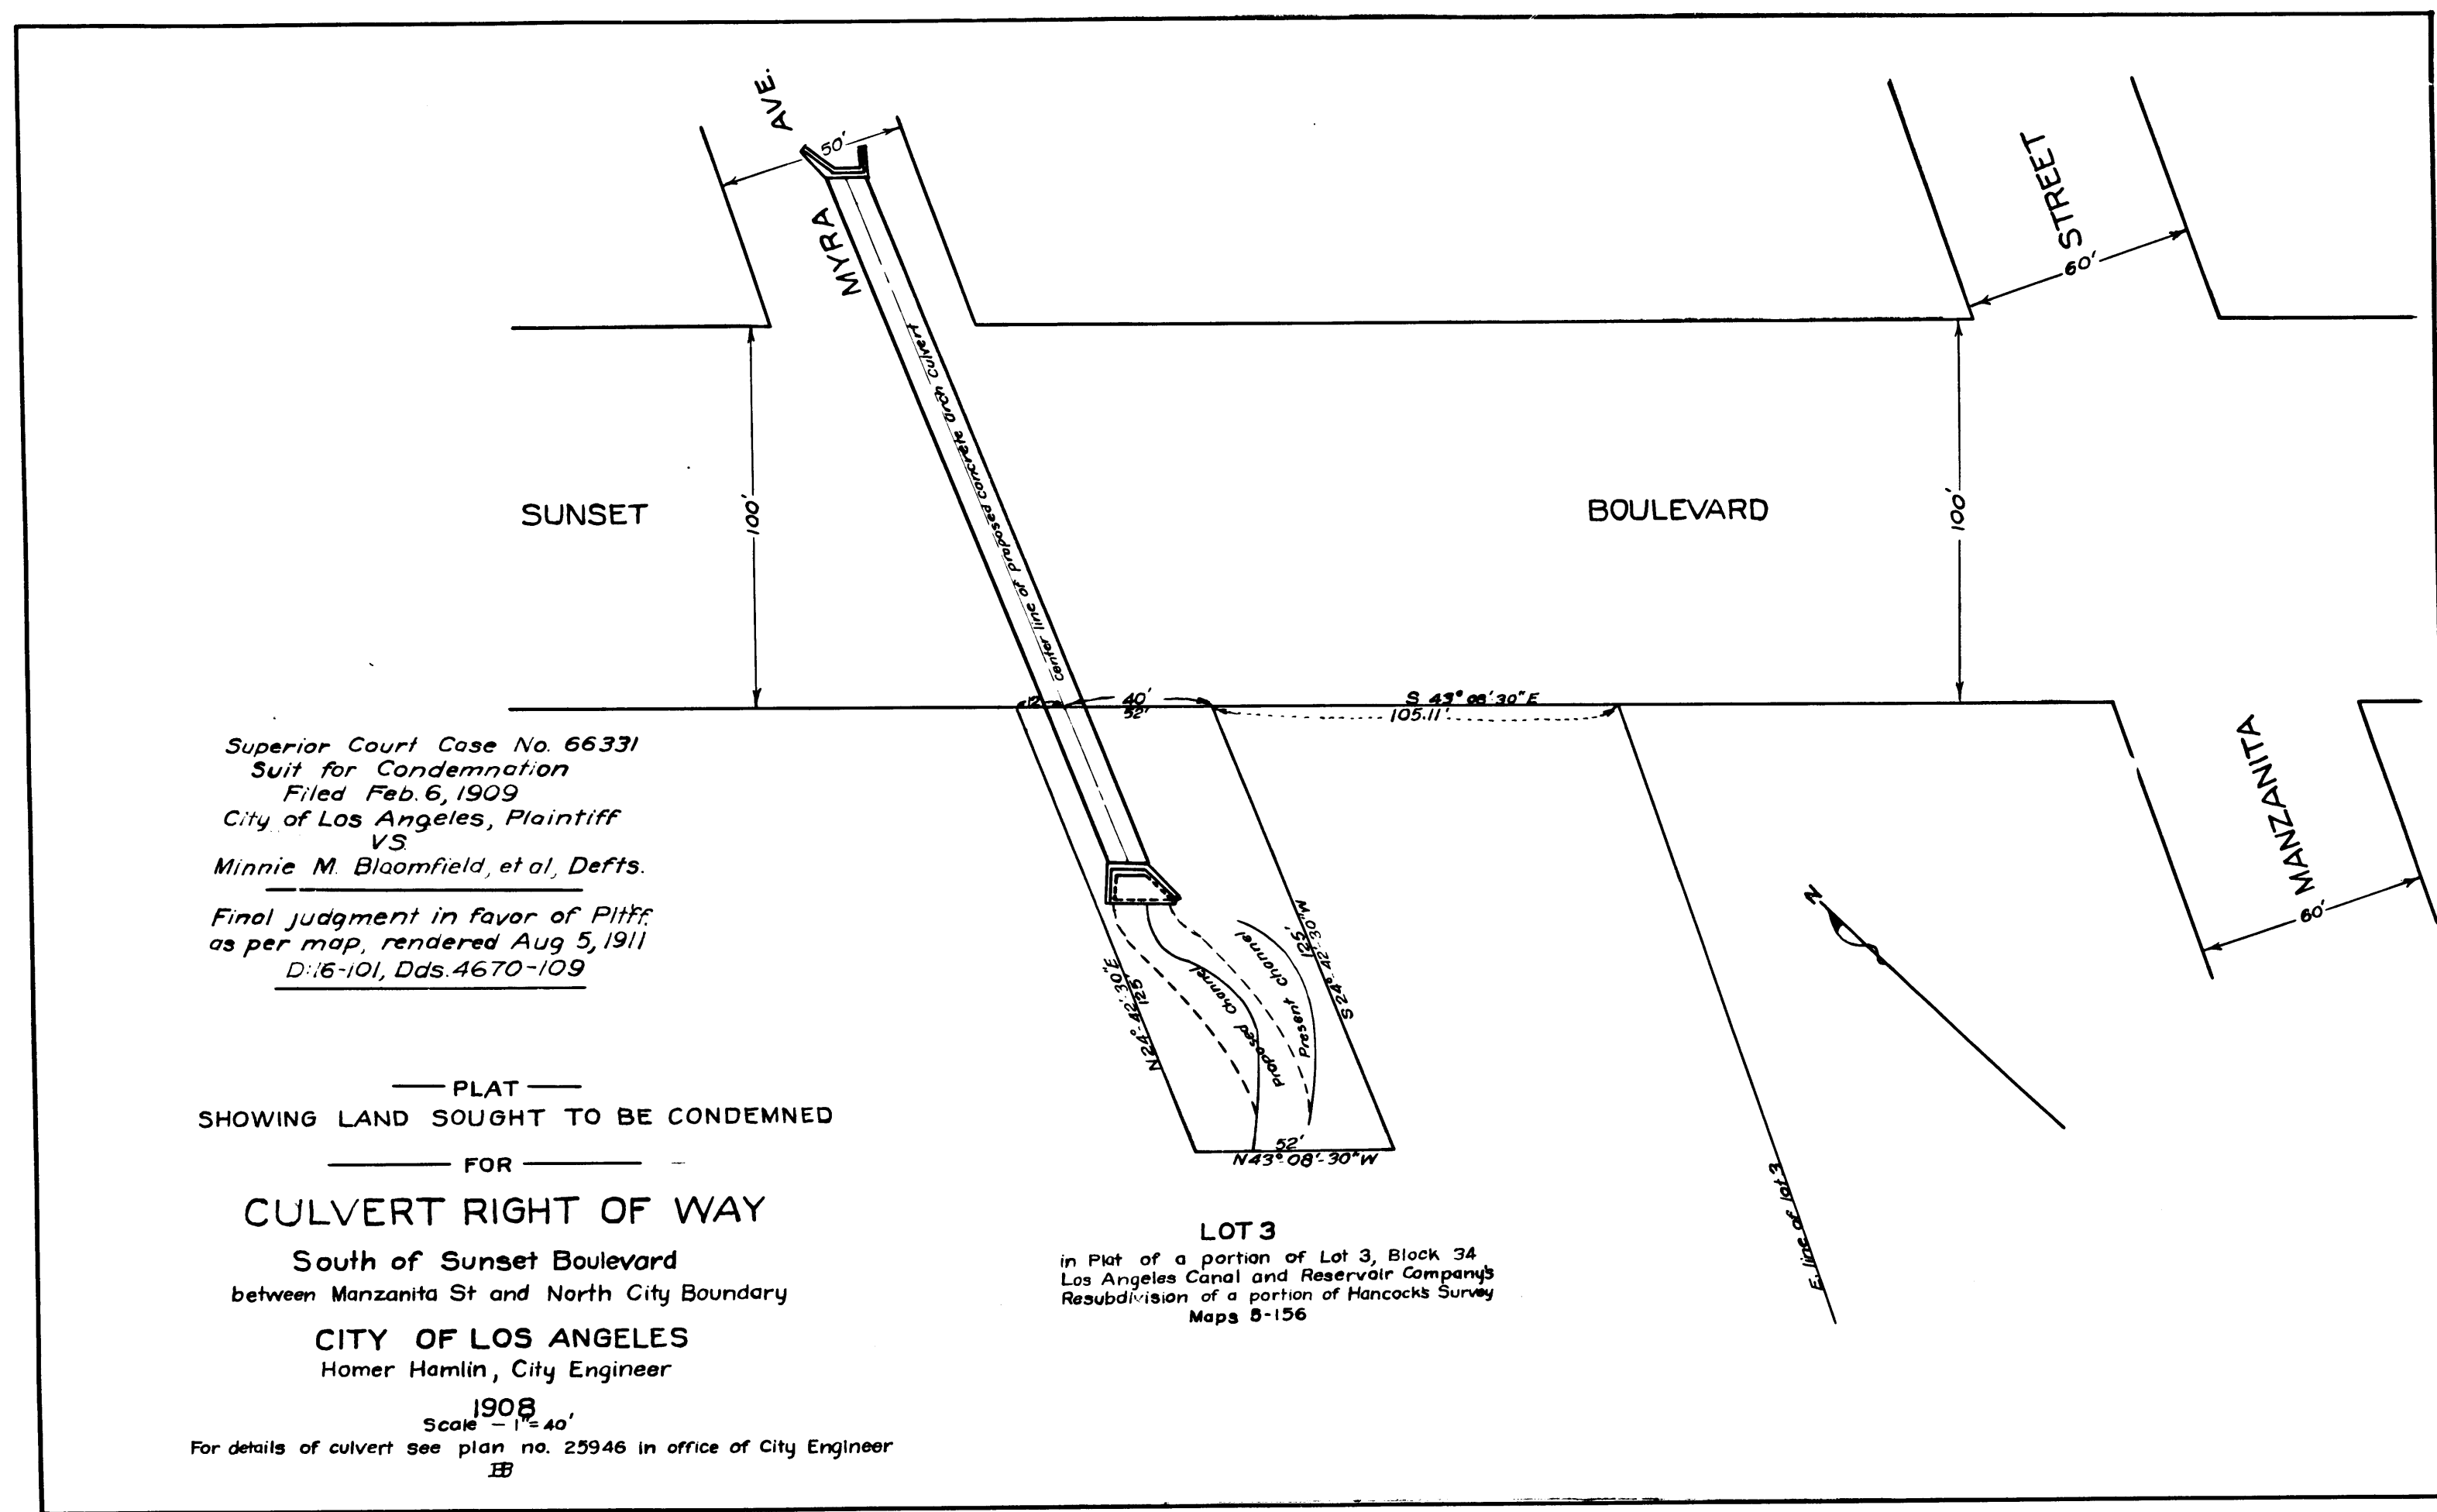 AVE.
50'
MYRA
STREET
60'
center line of proposed concrete arch culvert
SUNSET
BOULEVARD
100'
100'
12'
40'
52'
S 43° 08' 30" E
105.11'
MANZANITA
60'
N
Superior Court Case No. 66331
Suit for Condemnation
Filed Feb. 6, 1909
City of Los Angeles, Plaintiff
VS.
Minnie M. Bloomfield, et al, Defts.
Final judgment in favor of Pltff.
as per map, rendered Aug 5, 1911
D:16-101, Dds. 4670-109
N24°-42'-30"E
125'
Proposed channel
Present channel
125'
S24°-42'-30"W
52'
N43°-08'-30"W
E. line of lot 3
PLAT
SHOWING LAND SOUGHT TO BE CONDEMNED
FOR
CULVERT RIGHT OF WAY
South of Sunset Boulevard
between Manzanita St and North City Boundary
CITY OF LOS ANGELES
Homer Hamlin, City Engineer
1908
Scale - 1"=40'
For details of culvert see plan no. 25946 in office of City Engineer
LOT 3
in Plat of a portion of Lot 3, Block 34
Los Angeles Canal and Reservoir Company's
Resubdivision of a portion of Hancock's Survey
Maps 5-156